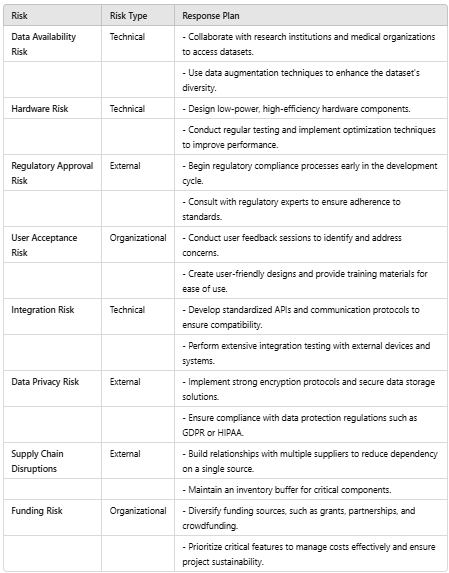 Risk Risk Type Response Plan
Data Availability Technical - Collaborate with research institutions and medical organizations
Risk to access datasets.
- Use data augmentation techniques to enhance the dataset's
diversity.
Hardware Risk Technical - Design low-power, high-efficiency hardware components.
- Conduct regular testing and implement optimization techniques
to improve performance.
Regulatory Approval External - Begin regulatory compliance processes early in the development
Risk cycle.
- Consult with regulatory experts to ensure adherence to
standards.
User Acceptance Organizational - Conduct user feedback sessions to identify and address
Risk concerns.
- Create user-friendly designs and provide training materials for
ease of use.
Integration Risk Technical - Develop standardized APIs and communication protocols to
ensure compatibility.
- Perform extensive integration testing with external devices and
systems.
Data Privacy Risk External - Implement strong encryption protocols and secure data storage
solutions.
- Ensure compliance with data protection regulations such as
GDPR or HIPAA.
Supply Chain External - Build relationships with multiple suppliers to reduce dependency
Disruptions on a single source.
- Maintain an inventory buffer for critical components.
Funding Risk Organizational - Diversify funding sources, such as grants, partnerships, and
crowdfunding.
- Prioritize critical features to manage costs effectively and ensure
project sustainability.